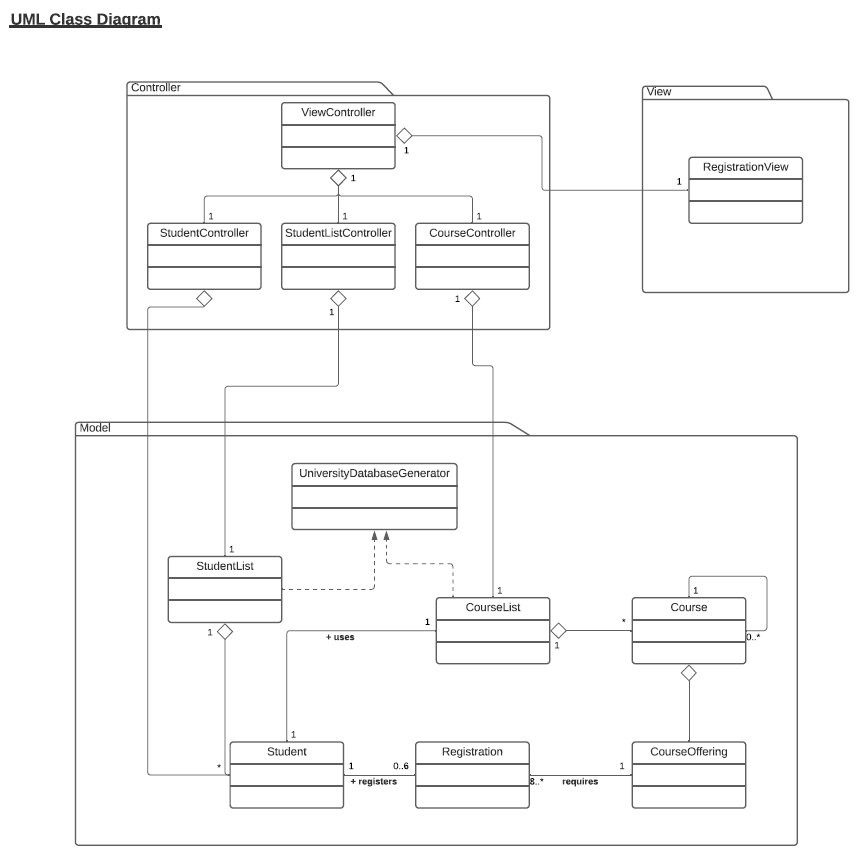 UML Class Diagram
Controller
View
ViewController
1
1
RegistrationView
1
1
1
1
StudentController
StudentListController
CourseController
1
1
Model
UniversityDatabaseGenerator
1
StudentList
1
1
CourseList
Course
1
+ uses
1
1
*
0..*
1
Student
Registration
CourseOffering
*
1
0..6
+ registers
8..*
requires
1